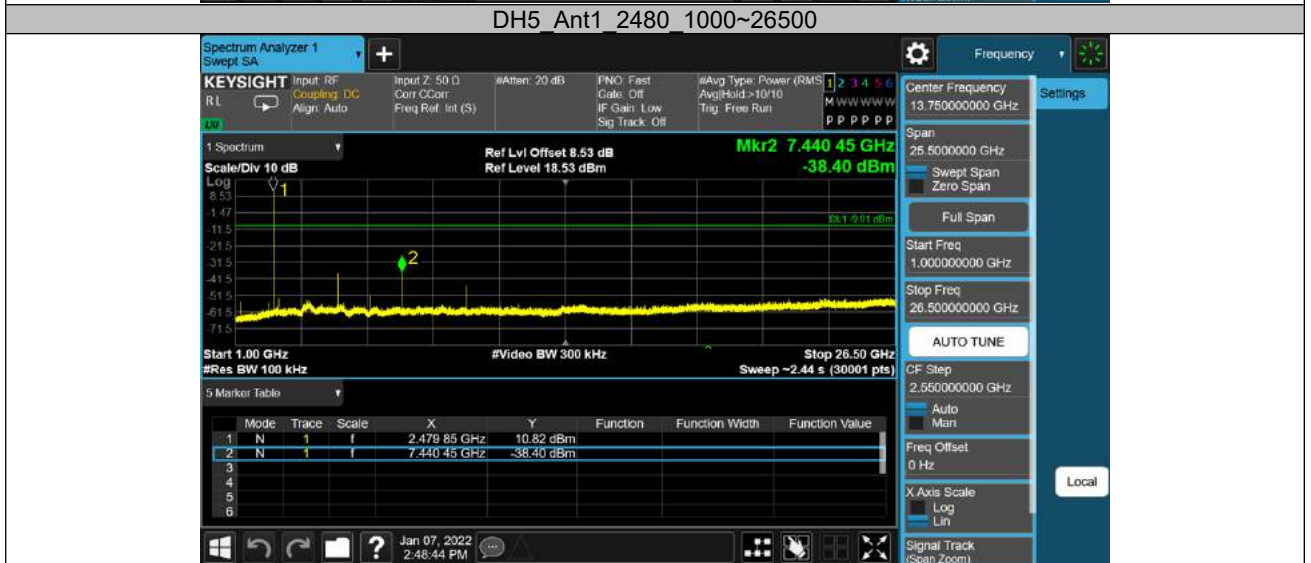 DH5_Ant1_2480_1000~26500
Spectrum Analyzer 1
Swept SA
+
Frequency
KEYSIGHT
RL
Input: RF
Coupling: DC
Align: Auto
Input Z: 50 Ω
Corr CCorr
Freq Ref: Int (S)
#Atten: 20 dB
PNO: Fast
Gate: Off
IF Gain: Low
Sig Track: Off
#Avg Type: Power (RMS
Avg|Hold:>10/10
Trig: Free Run
1 2 3 4 5 6
M W W W W W
P P P P P P
Center Frequency
13.750000000 GHz
Settings
Span
25.5000000 GHz
Swept Span
Zero Span
Full Span
Start Freq
1.000000000 GHz
Stop Freq
26.500000000 GHz
AUTO TUNE
CF Step
2.550000000 GHz
Auto
Man
Freq Offset
0 Hz
X Axis Scale
Log
Lin
Signal Track
(Span Zoom)
Local
1 Spectrum
Scale/Div 10 dB
Ref Lvl Offset 8.53 dB
Ref Level 18.53 dBm
Mkr2 7.440 45 GHz
-38.40 dBm
Log
1
8.53
-1.47
DL1 -9.01 dBm
-11.5
-21.5
2
-31.5
-41.5
-51.5
-61.5
-71.5
Start 1.00 GHz
#Video BW 300 kHz
Stop 26.50 GHz
#Res BW 100 kHz
Sweep ~2.44 s (30001 pts)
5 Marker Table
Mode Trace Scale X Y Function Function Width Function Value
1 N 1 f 2.479 85 GHz 10.82 dBm
2 N 1 f 7.440 45 GHz -38.40 dBm
3
4
5
6
?
Jan 07, 2022
2:48:44 PM